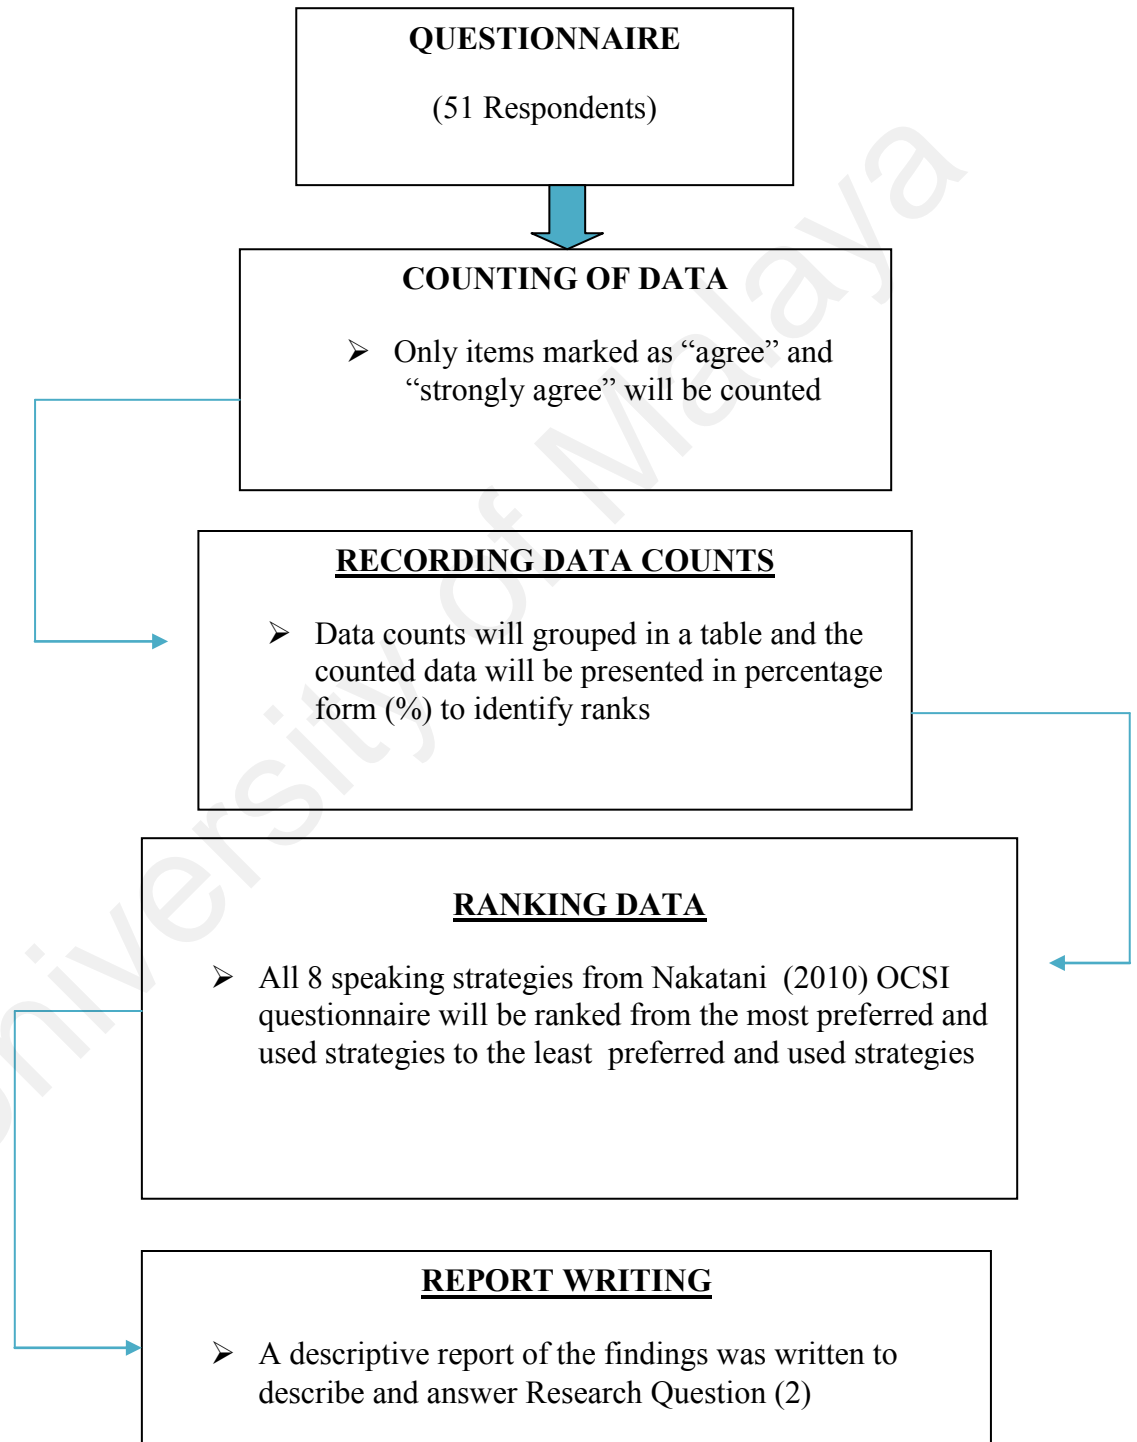 QUESTIONNAIRE
(51 Respondents)
COUNTING OF DATA
➢ Only items marked as “agree” and
“strongly agree” will be counted
RECORDING DATA COUNTS
➢ Data counts will grouped in a table and the
counted data will be presented in percentage
form (%) to identify ranks
RANKING DATA
➢ All 8 speaking strategies from Nakatani (2010) OCSI
questionnaire will be ranked from the most preferred and
used strategies to the least preferred and used strategies
REPORT WRITING
➢ A descriptive report of the findings was written to
describe and answer Research Question (2)
University of Malaya